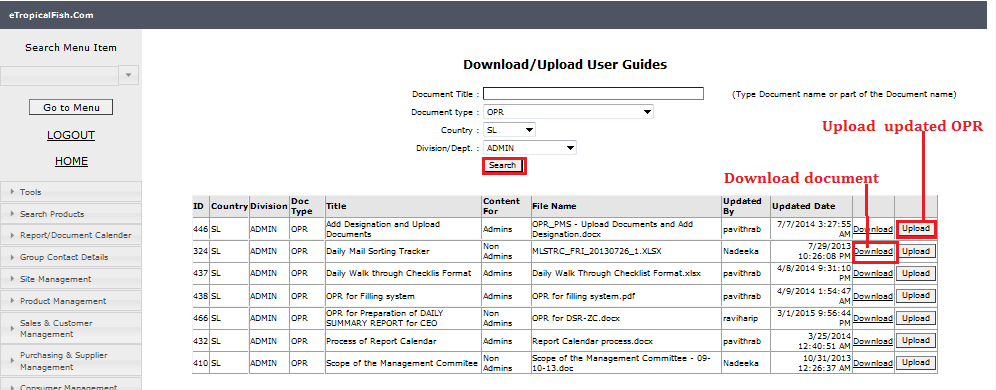 eTropicalFish.Com
Search Menu Item
Go to Menu
LOGOUT
HOME
Tools
Search Products
Report/Document Calender
Group Contact Details
Site Management
Product Management
Sales & Customer
Management
Purchasing & Supplier
Management
Consumer Management
Download/Upload User Guides
Document Title : (Type Document name or part of the Document name)
Document type : OPR
Country : SL
Division/Dept. : ADMIN
Search
Upload updated OPR
Download document
ID Country Division Doc Type Title Content For File Name Updated By Updated Date
446 SL ADMIN OPR Add Designation and Upload Documents Admins OPR_PMS - Upload Documents and Add Designation.docx pavithrab 7/7/2014 3:27:55 AM Download Upload
324 SL ADMIN OPR Daily Mail Sorting Tracker Non Admins MLSTRC_FRI_20130726_1.XLSX Nadeeka 7/29/2013 10:26:08 PM Download Upload
437 SL ADMIN OPR Daily Walk through Checklis Format Admins Daily Walk Through Checklist Format.xlsx pavithrab 4/8/2014 9:31:10 PM Download Upload
438 SL ADMIN OPR OPR for Filling system Admins OPR for filling system.pdf pavithrab 4/9/2014 1:54:47 AM Download Upload
466 SL ADMIN OPR OPR for Preparation of DAILY SUMMARY REPORT for CEO Non Admins OPR for DSR-ZC.docx raviharip 3/1/2015 9:56:44 PM Download Upload
432 SL ADMIN OPR Process of Report Calendar Admins Report Calendar process.docx pavithrab 3/25/2014 12:40:51 AM Download Upload
410 SL ADMIN OPR Scope of the Management Commitee Non Admins Scope of the Management Committee - 09-10-13.doc Nadeeka 10/31/2013 12:26:37 AM Download Upload